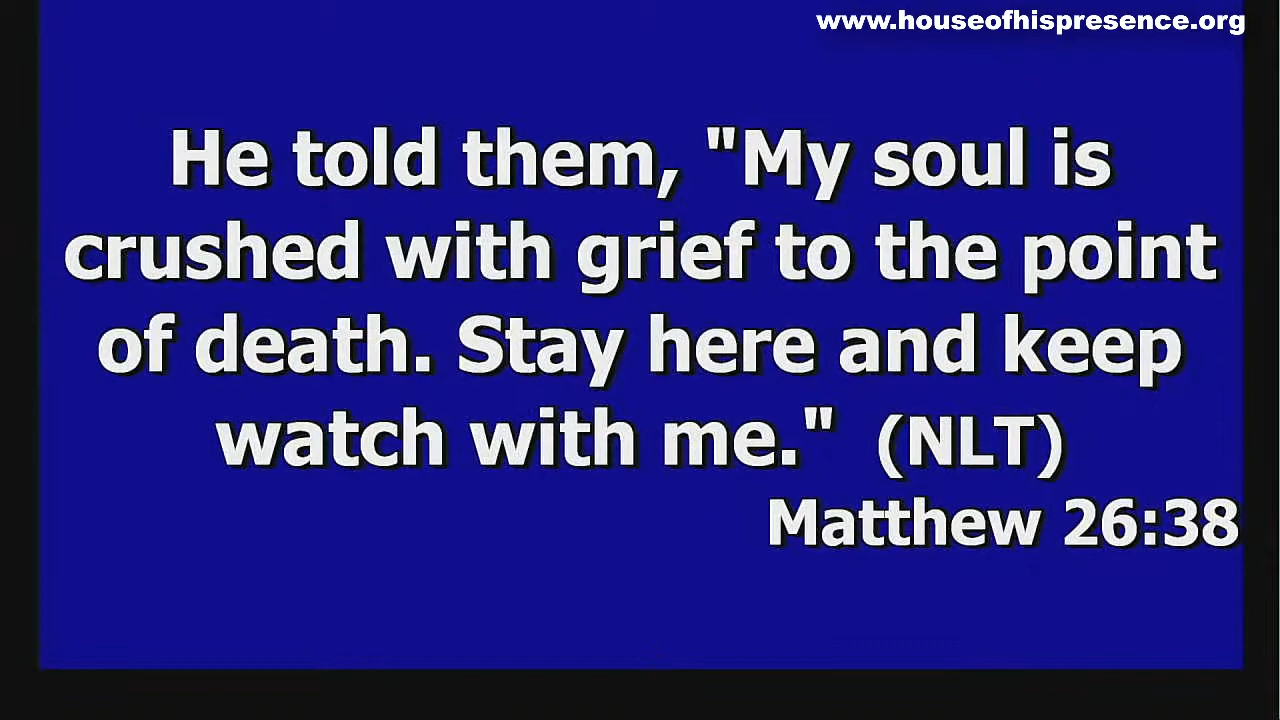 www.houseofhispresence.org
He told them, "My soul is
crushed with grief to the point
of death. Stay here and keep
watch with me." (NLT)
Matthew 26:38